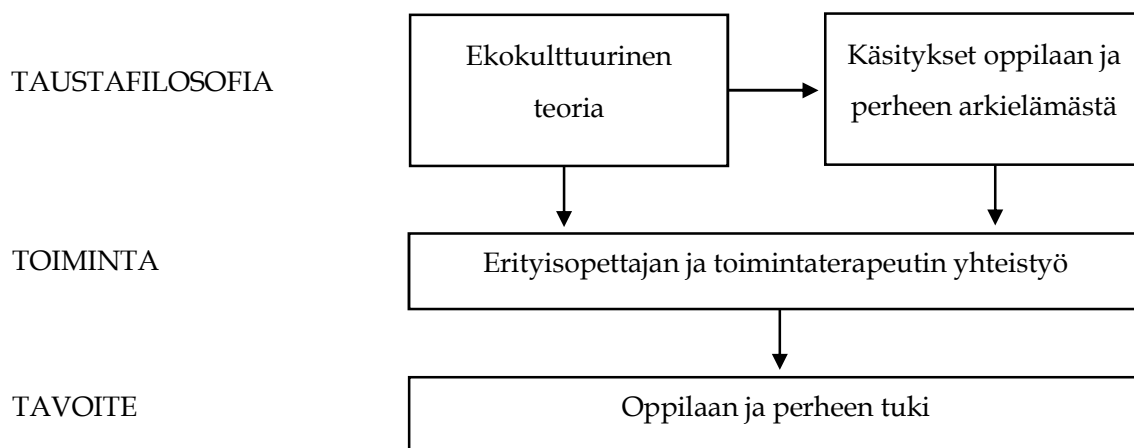 TAUSTAFILOSOFIA
Ekokulttuurinen
teoria
Käsitykset oppilaan ja
perheen arkielämästä
TOIMINTA
Erityisopettajan ja toimintaterapeutin yhteistyö
TAVOITE
Oppilaan ja perheen tuki